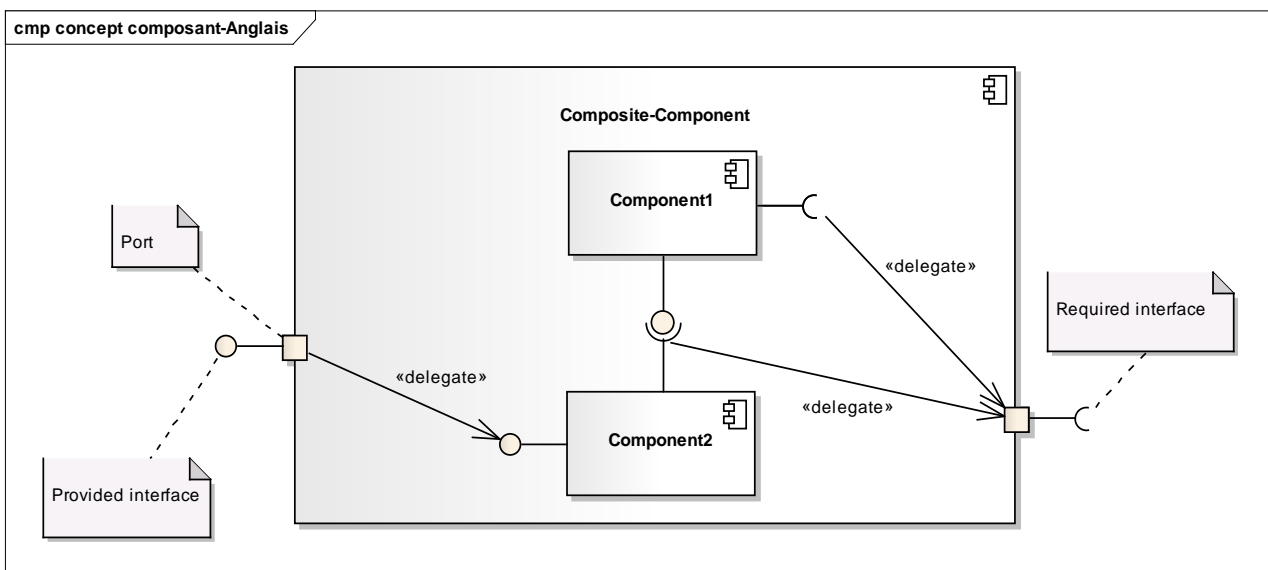 cmp concept composant-Anglais
Composite-Component
Component1
Port
«delegate»
Required interface
«delegate»
«delegate»
Component2
Provided interface